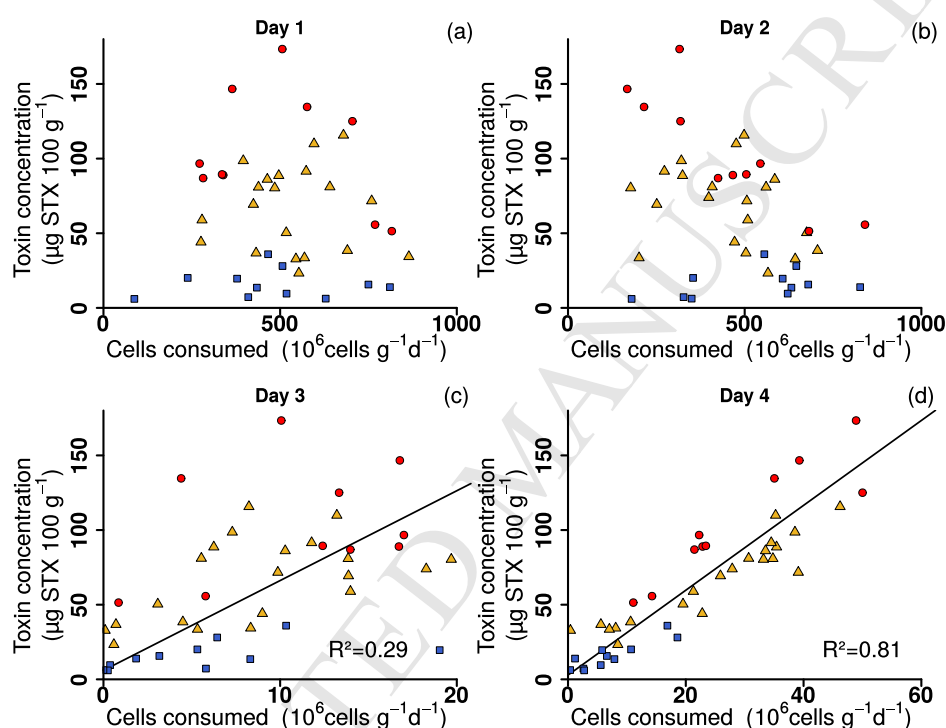 Day 1
(a)
Toxin concentration
(µg STX 100 g⁻¹)
0
50
100
150
0
500
1000
Cells consumed (10⁶cells g⁻¹d⁻¹)
Day 2
(b)
Toxin concentration
(µg STX 100 g⁻¹)
0
50
100
150
0
500
1000
Cells consumed (10⁶cells g⁻¹d⁻¹)
Day 3
(c)
Toxin concentration
(µg STX 100 g⁻¹)
0
50
100
150
R²=0.29
0
10
20
Cells consumed (10⁶cells g⁻¹d⁻¹)
Day 4
(d)
Toxin concentration
(µg STX 100 g⁻¹)
0
50
100
150
R²=0.81
0
20
40
60
Cells consumed (10⁶cells g⁻¹d⁻¹)
TED MANUSCRI